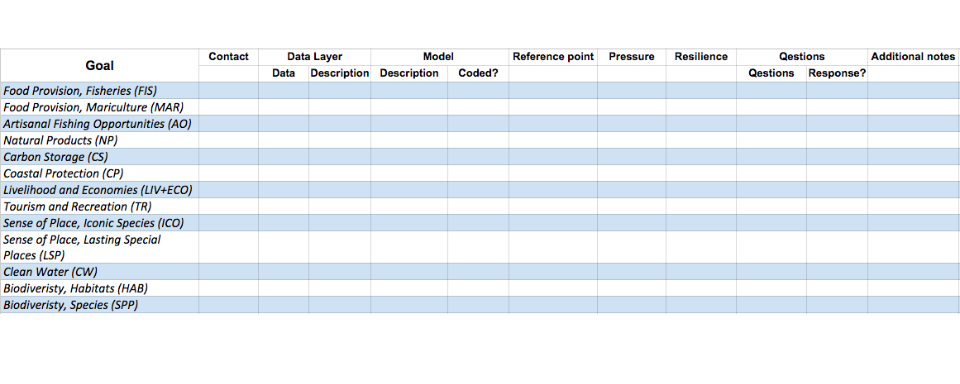 Goal Contact Data Layer Model Reference point Pressure Resilience Qestions Additional notes
Data Description Description Coded? Qestions Response?
Food Provision, Fisheries (FIS)
Food Provision, Mariculture (MAR)
Artisanal Fishing Opportunities (AO)
Natural Products (NP)
Carbon Storage (CS)
Coastal Protection (CP)
Livelihood and Economies (LIV+ECO)
Tourism and Recreation (TR)
Sense of Place, Iconic Species (ICO)
Sense of Place, Lasting Special
Places (LSP)
Clean Water (CW)
Biodiveristy, Habitats (HAB)
Biodiveristy, Species (SPP)